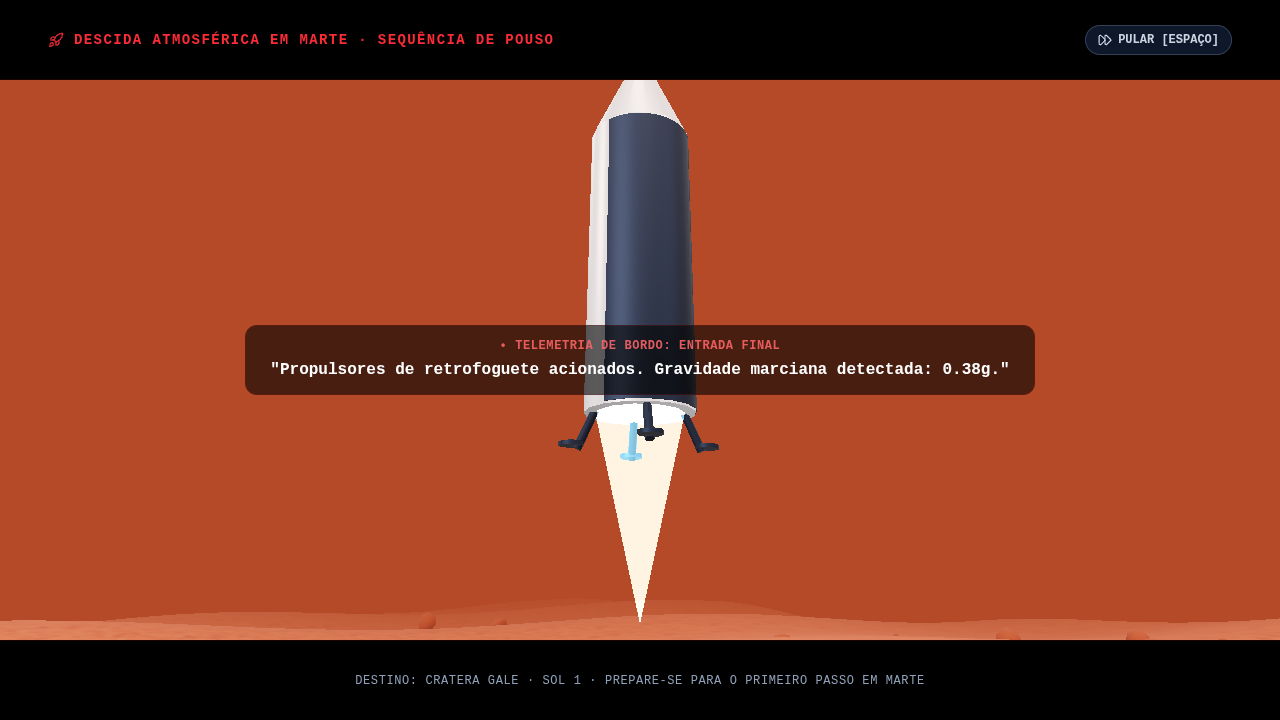 DESCIDA ATMOSFÉRICA EM MARTE · SEQUÊNCIA DE POUSO
PULAR [ESPAÇO]
• TELEMETRIA DE BORDO: ENTRADA FINAL
"Propulsores de retrofoguete acionados. Gravidade marciana detectada: 0.38g."
DESTINO: CRATERA GALE · SOL 1 · PREPARE-SE PARA O PRIMEIRO PASSO EM MARTE